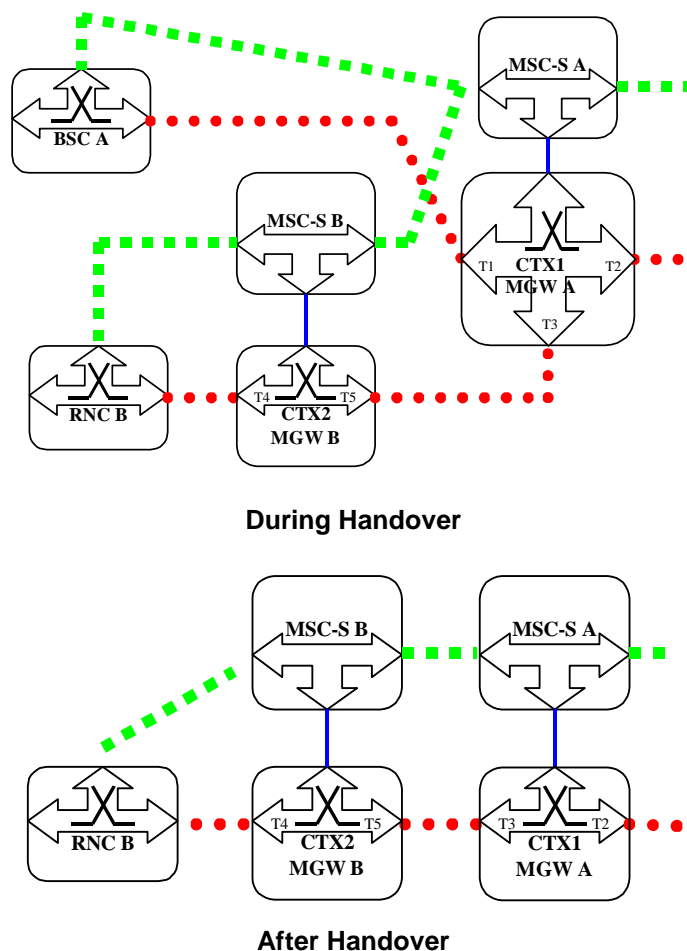 MSC-S A
BSC A
MSC-S B
T1
CTX1
T2
MGW A
T3
RNC B
T4
CTX2
T5
MGW B
During Handover
MSC-S B
MSC-S A
RNC B
T4
CTX2
T5
MGW B
T3
CTX1
T2
MGW A
After Handover